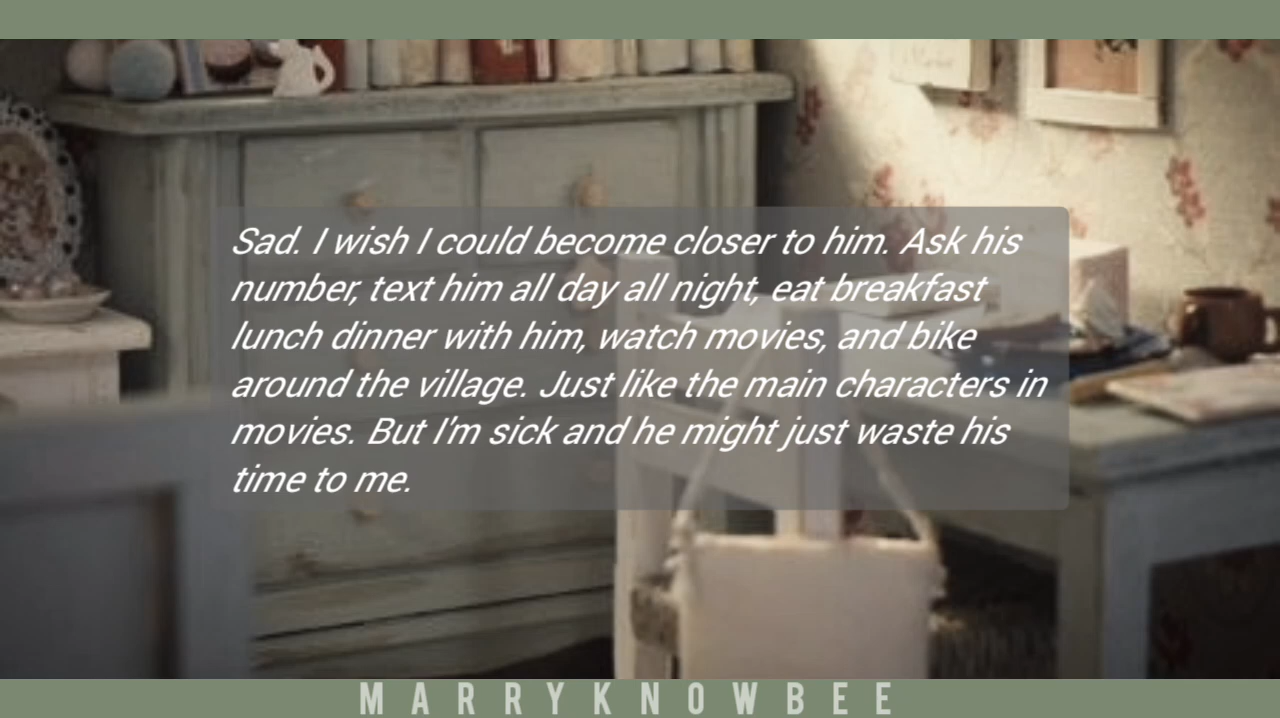 Sad. I wish I could become closer to him. Ask his
number, text him all day all night, eat breakfast
lunch dinner with him, watch movies, and bike
around the village. Just like the main characters in
movies. But I'm sick and he might just waste his
time to me.
MARRYKNOWBEE